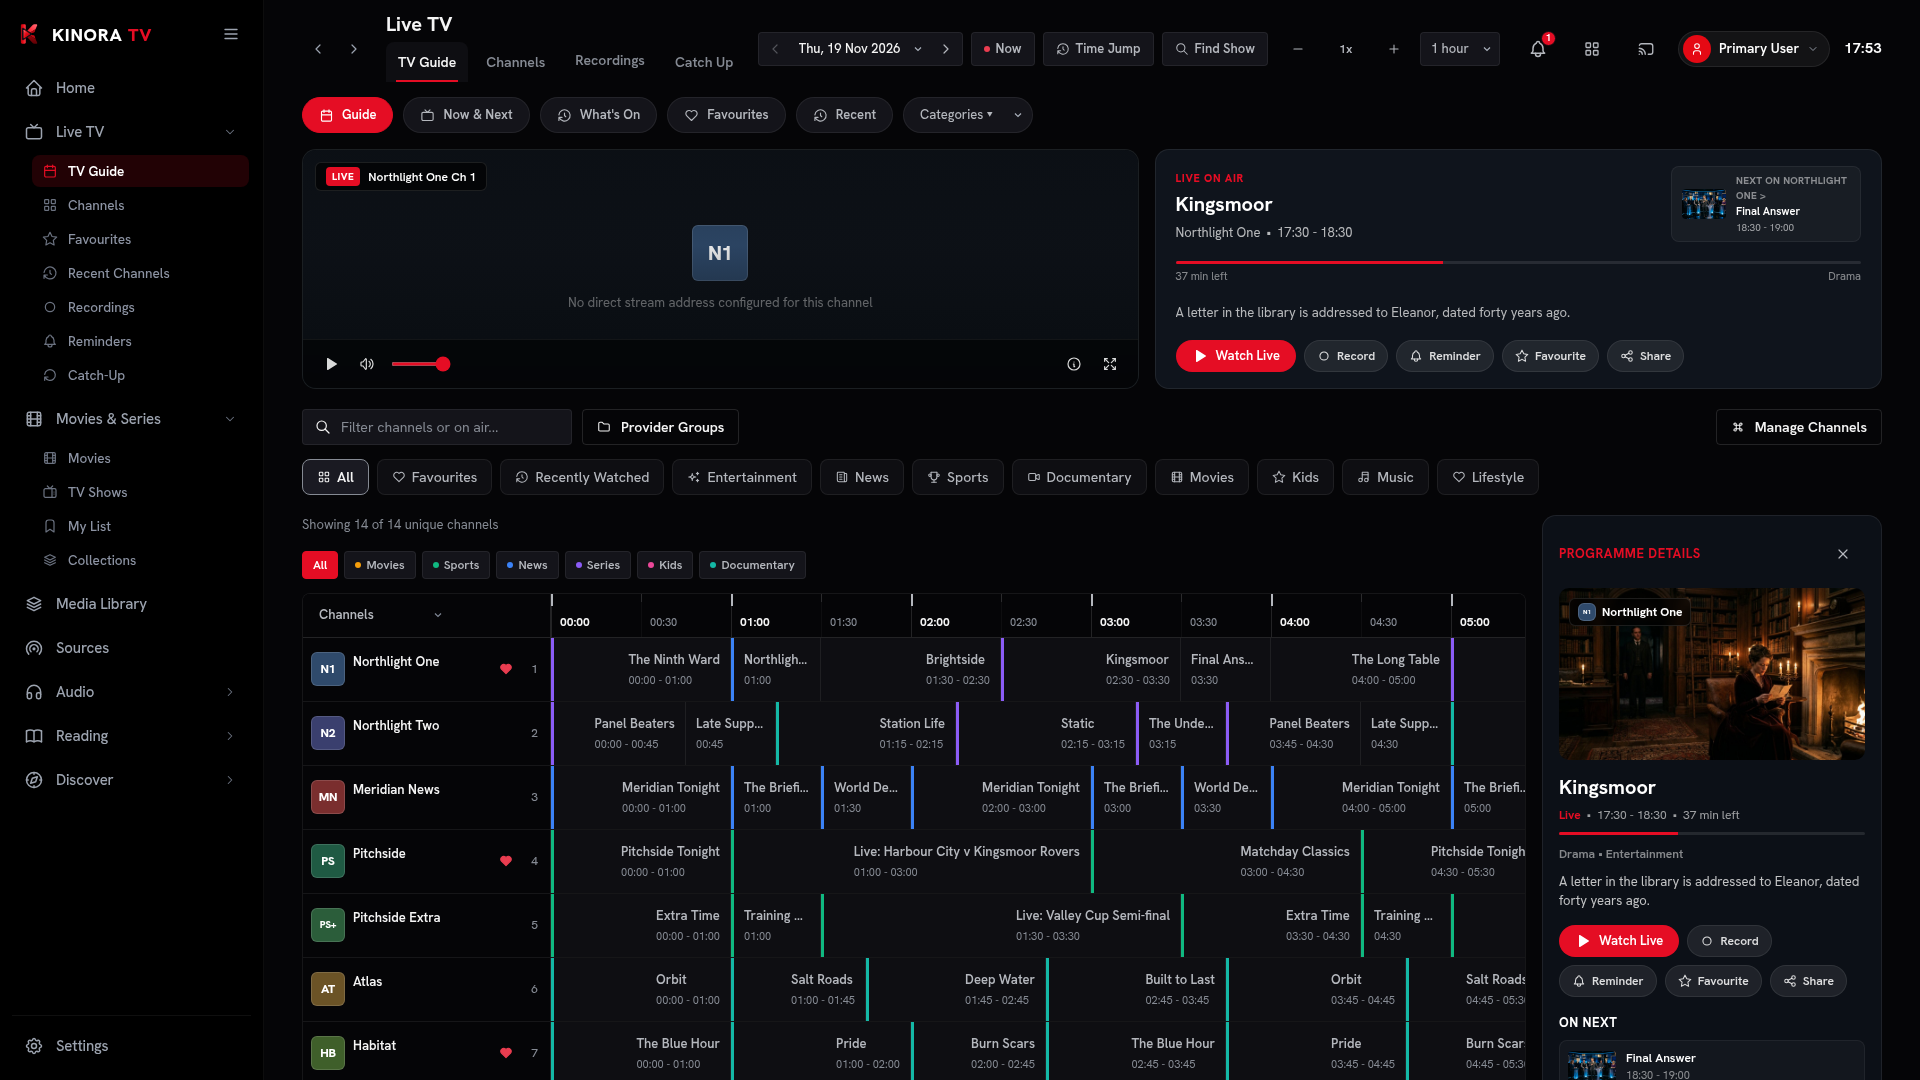 KINORA TV
Home
Live TV
TV Guide
Channels
Favourites
Recent Channels
Recordings
Reminders
Catch-Up
Movies & Series
Movies
TV Shows
My List
Collections
Media Library
Sources
Audio
Reading
Discover
Settings
Live TV
TV Guide
Channels
Recordings
Catch Up
Thu, 19 Nov 2026
Now
Time Jump
Find Show
1x
1 hour
1
Primary User
17:53
Guide
Now & Next
What's On
Favourites
Recent
Categories
LIVE Northlight One Ch 1
N1
No direct stream address configured for this channel
LIVE ON AIR
Kingsmoor
Northlight One • 17:30 - 18:30
NEXT ON NORTHLIGHT
ONE >
Final Answer
18:30 - 19:00
37 min left
Drama
A letter in the library is addressed to Eleanor, dated forty years ago.
Watch Live
Record
Reminder
Favourite
Share
Filter channels or on air...
Provider Groups
Manage Channels
All
Favourites
Recently Watched
Entertainment
News
Sports
Documentary
Movies
Kids
Music
Lifestyle
Showing 14 of 14 unique channels
All
Movies
Sports
News
Series
Kids
Documentary
Channels
00:00
00:30
01:00
01:30
02:00
02:30
03:00
03:30
04:00
04:30
05:00
N1 Northlight One 1
The Ninth Ward
00:00 - 01:00
Northligh...
01:00
Brightside
01:30 - 02:30
Kingsmoor
02:30 - 03:30
Final Ans...
03:30
The Long Table
04:00 - 05:00
N2 Northlight Two 2
Panel Beaters
00:00 - 00:45
Late Supp...
00:45
Station Life
01:15 - 02:15
Static
02:15 - 03:15
The Unde...
03:15
Panel Beaters
03:45 - 04:30
Late Supp...
04:30
MN Meridian News 3
Meridian Tonight
00:00 - 01:00
The Briefi...
01:00
World De...
01:30
Meridian Tonight
02:00 - 03:00
The Briefi...
03:00
World De...
03:30
Meridian Tonight
04:00 - 05:00
The Briefi...
05:00
PS Pitchside 4
Pitchside Tonight
00:00 - 01:00
Live: Harbour City v Kingsmoor Rovers
01:00 - 03:00
Matchday Classics
03:00 - 04:30
Pitchside Tonigh
04:30 - 05:30
PS+ Pitchside Extra 5
Extra Time
00:00 - 01:00
Training ...
01:00
Live: Valley Cup Semi-final
01:30 - 03:30
Extra Time
03:30 - 04:30
Training ...
04:30
AT Atlas 6
Orbit
00:00 - 01:00
Salt Roads
01:00 - 01:45
Deep Water
01:45 - 02:45
Built to Last
02:45 - 03:45
Orbit
03:45 - 04:45
Salt Roads
04:45 - 05:30
HB Habitat 7
The Blue Hour
00:00 - 01:00
Pride
01:00 - 02:00
Burn Scars
02:00 - 02:45
The Blue Hour
02:45 - 03:45
Pride
03:45 - 04:45
Burn Scars
04:45 - 05:30
PROGRAMME DETAILS
N1 Northlight One
Kingsmoor
Live • 17:30 - 18:30 • 37 min left
Drama • Entertainment
A letter in the library is addressed to Eleanor, dated
forty years ago.
Watch Live
Record
Reminder
Favourite
Share
ON NEXT
Final Answer
18:30 - 19:00